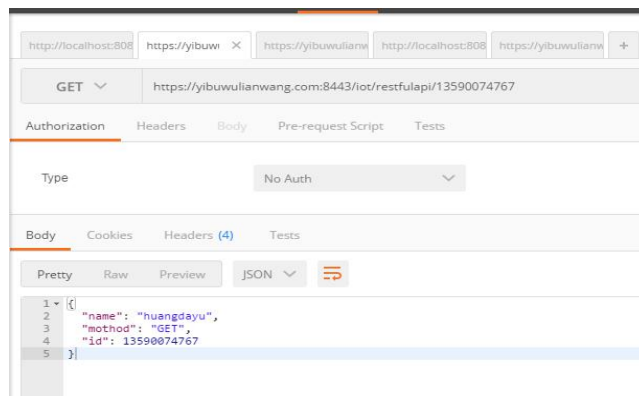 http://localhost:808 https://yibuwu × https://yibuwulianw http://localhost:808 https://yibuwulianw +
GET https://yibuwulianwang.com:8443/iot/restfulapi/13590074767
Authorization Headers Body Pre-request Script Tests
Type No Auth
Body Cookies Headers (4) Tests
Pretty Raw Preview JSON
1 {
2 "name": "huangdayu",
3 "mothod": "GET",
4 "id": 13590074767
5 }